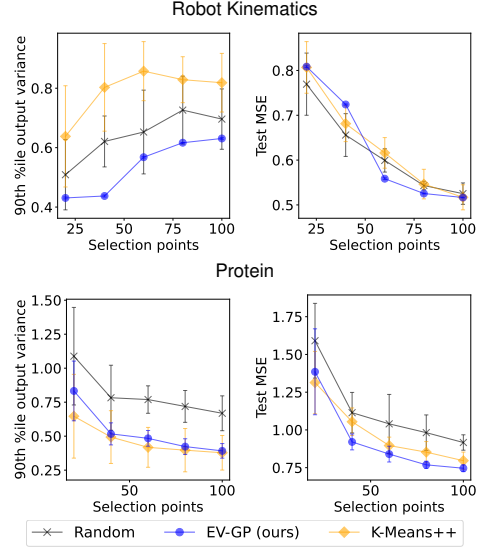 Robot Kinematics
90th %ile output variance
0.8
0.6
0.4
25
50
75
100
Selection points
Test MSE
0.8
0.7
0.6
0.5
25
50
75
100
Selection points
Protein
90th %ile output variance
1.50
1.25
1.00
0.75
0.50
0.25
50
100
Selection points
Test MSE
1.75
1.50
1.25
1.00
0.75
50
100
Selection points
Random
EV-GP (ours)
K-Means++